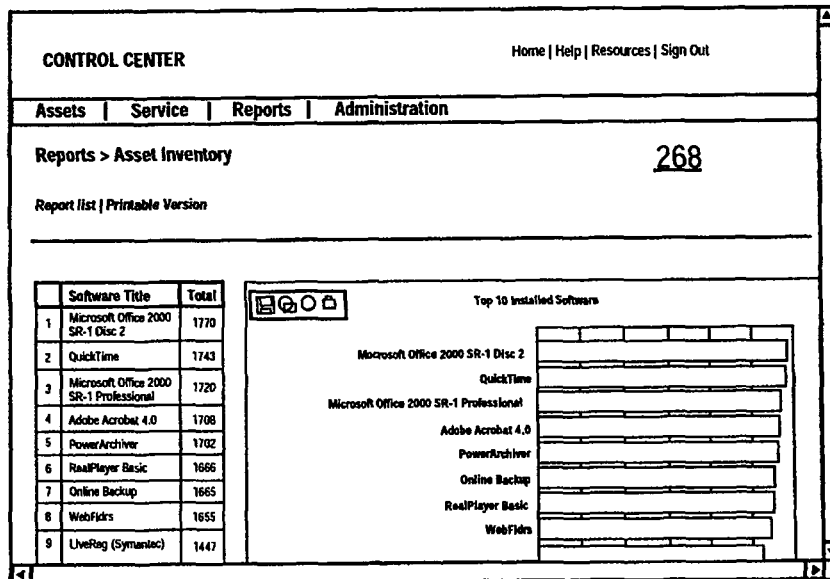 CONTROL CENTER
Home | Help | Resources | Sign Out
Assets | Service | Reports | Administration
Reports > Asset Inventory
268
Report list | Printable Version
Software Title Total
1 Microsoft Office 2000 SR-1 Disc 2 1770
2 QuickTime 1743
3 Microsoft Office 2000 SR-1 Professional 1720
4 Adobe Acrobat 4.0 1708
5 PowerArchiver 1702
6 RealPlayer Basic 1666
7 Online Backup 1665
8 WebFldrs 1655
9 LiveReg (Symantec) 1447
Top 10 Installed Software
Microsoft Office 2000 SR-1 Disc 2
QuickTime
Microsoft Office 2000 SR-1 Professional
Adobe Acrobat 4.0
PowerArchiver
Online Backup
RealPlayer Basic
WebFldrs